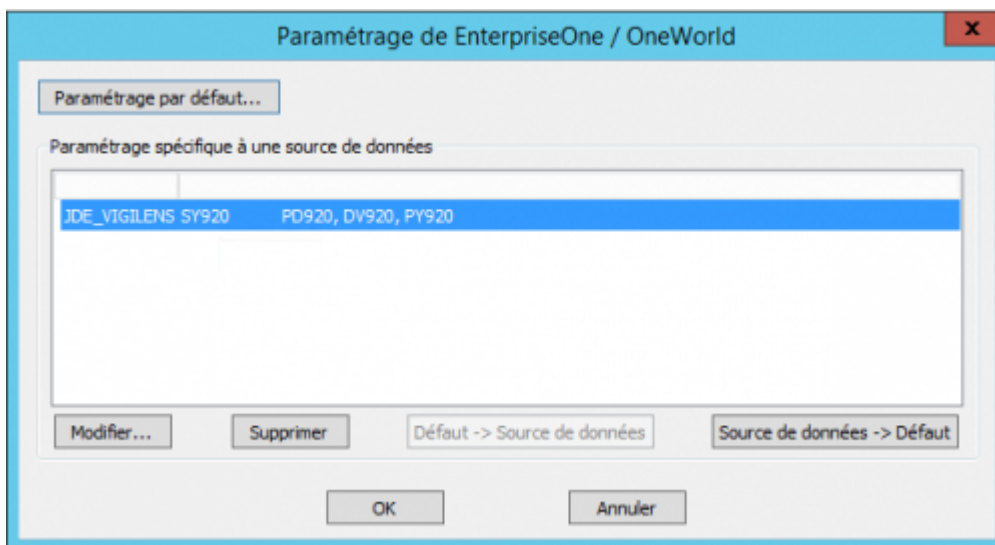 Paramétrage de EnterpriseOne / OneWorld
x
Paramétrage par défaut...
Paramétrage spécifique à une source de données
JDE_VIGILENS SY920 PD920, DV920, PY920
Modifier... Supprimer Défaut -> Source de données Source de données -> Défaut
OK Annuler